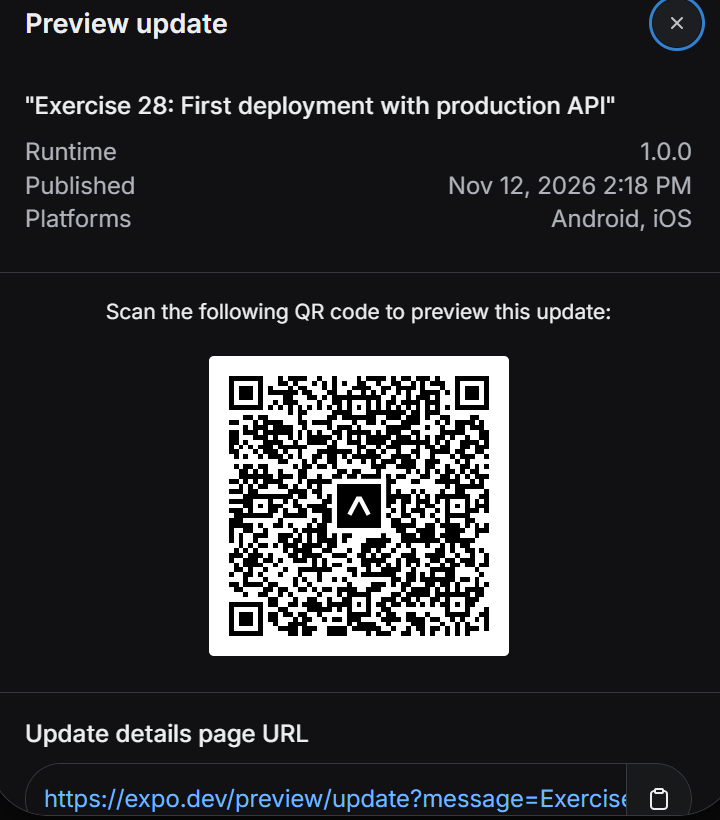 Preview update
"Exercise 28: First deployment with production API"
Runtime 1.0.0
Published Nov 12, 2026 2:18 PM
Platforms Android, iOS
Scan the following QR code to preview this update:
Update details page URL
https://expo.dev/preview/update?message=Exercise